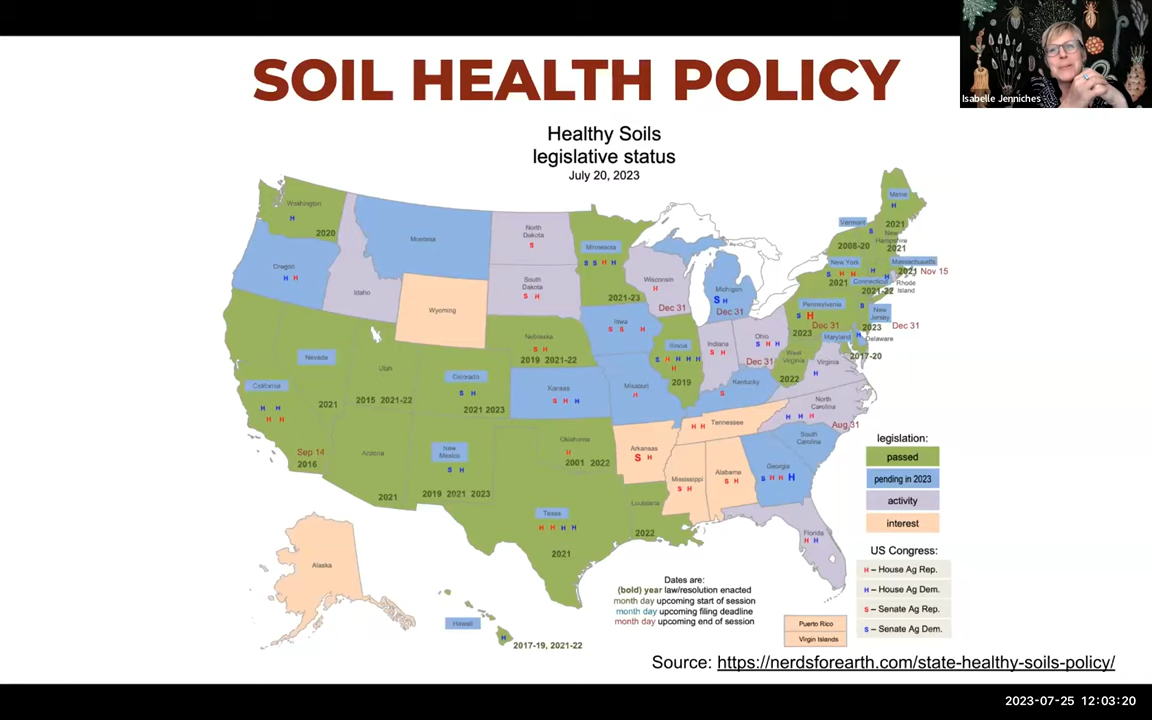 SOIL HEALTH POLICY
Isabelle Jenniches
Healthy Soils
legislative status
July 20, 2023
Washington
H
2020
Oregon
H H
Idaho
Montana
Wyoming
North
Dakota
S
South
Dakota
S H
Nebraska
S H
2019 2021-22
Minnesota
S S H H
2021-23
Wisconsin
H
Dec 31
Michigan
S H
Dec 31
Iowa
S S H
Illinois
S H H H H
H
2019
Indiana
S H
Ohio
S H H
Dec 31
Nevada
2021
California
H H
H H
Sep 14
2016
Utah
2015 2021-22
Colorado
S H
2021 2023
Arizona
2021
New
Mexico
S H
2019 2021 2023
Kansas
S H H
Missouri
H
Oklahoma
H
2001 2022
Texas
H H H H
2021
Arkansas
S H
Louisiana
2022
Mississippi
S H
Alabama
S H
Tennessee
H H
Kentucky
S
Georgia
S H H H
Florida
H H
South
Carolina
North
Carolina
H H H
Aug 31
Virginia
H
West
Virginia
2022
Maryland
Delaware
H
2017-20
Pennsylvania
S H
Dec 31
2023
New
Jersey
S
2023
Dec 31
New York
S H H
2021
Connecticut
H
2021-22
Rhode
Island
Massachusetts
2021 Nov 15
H
Vermont
S
2008-20
New
Hampshire
2021
Maine
H
2021
Alaska
Hawaii
H
2017-19, 2021-22
Puerto Rico
Virgin Islands
Dates are:
(bold) year law/resolution enacted
month day upcoming start of session
month day upcoming filing deadline
month day upcoming end of session
legislation:
passed
pending in 2023
activity
interest
US Congress:
H – House Ag Rep.
H – House Ag Dem.
S – Senate Ag Rep.
S – Senate Ag Dem.
Source: https://nerdsforearth.com/state-healthy-soils-policy/
2023-07-25 12:03:20